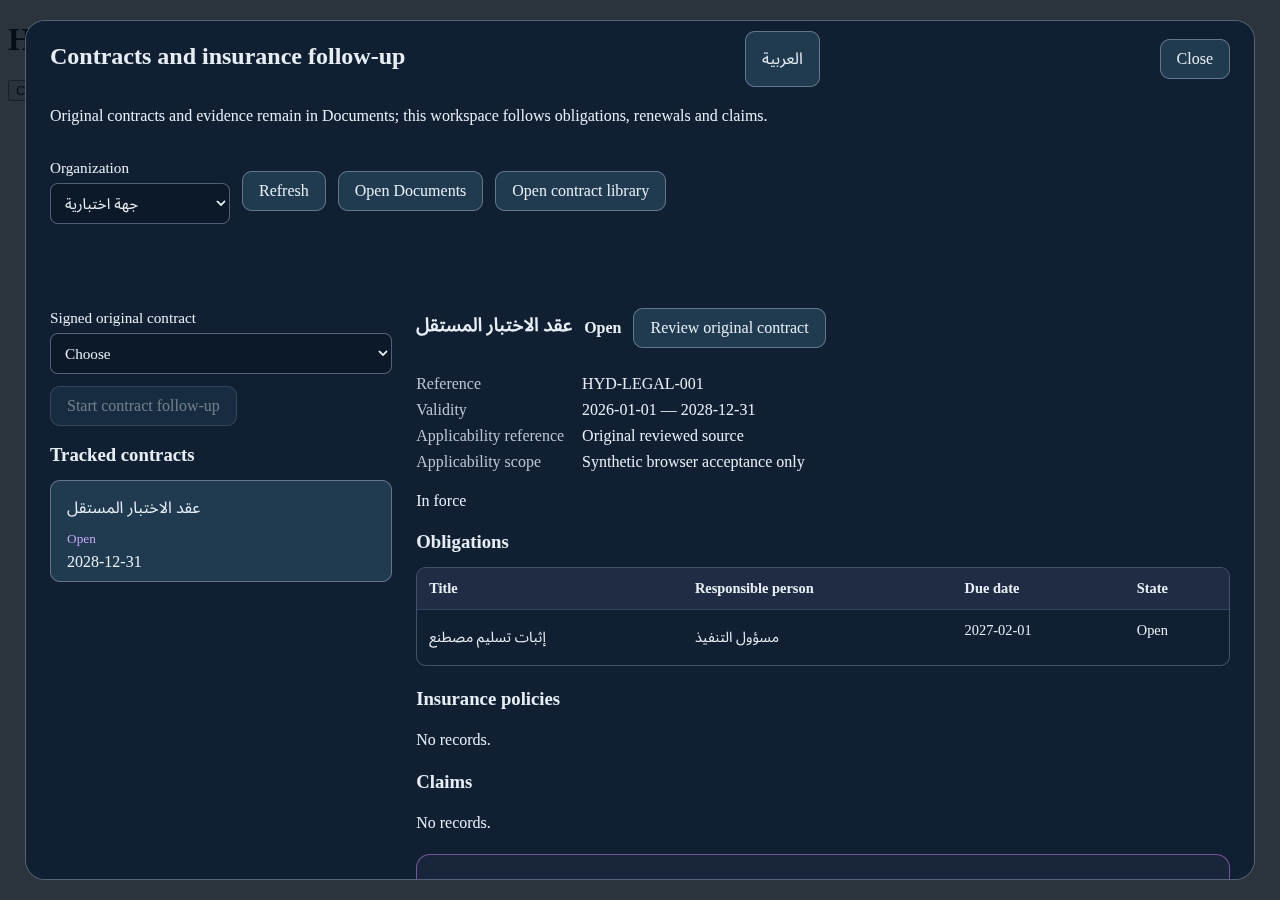 Contracts and insurance follow-up
العربية
Close
Original contracts and evidence remain in Documents; this workspace follows obligations, renewals and claims.
Organization
جهة اختبارية
Refresh
Open Documents
Open contract library
Signed original contract
Choose
Start contract follow-up
Tracked contracts
عقد الاختبار المستقل
Open
2028-12-31
عقد الاختبار المستقل Open Review original contract
Reference HYD-LEGAL-001
Validity 2026-01-01 — 2028-12-31
Applicability reference Original reviewed source
Applicability scope Synthetic browser acceptance only
In force
Obligations
Title Responsible person Due date State
إثبات تسليم مصطنع مسؤول التنفيذ 2027-02-01 Open
Insurance policies
No records.
Claims
No records.